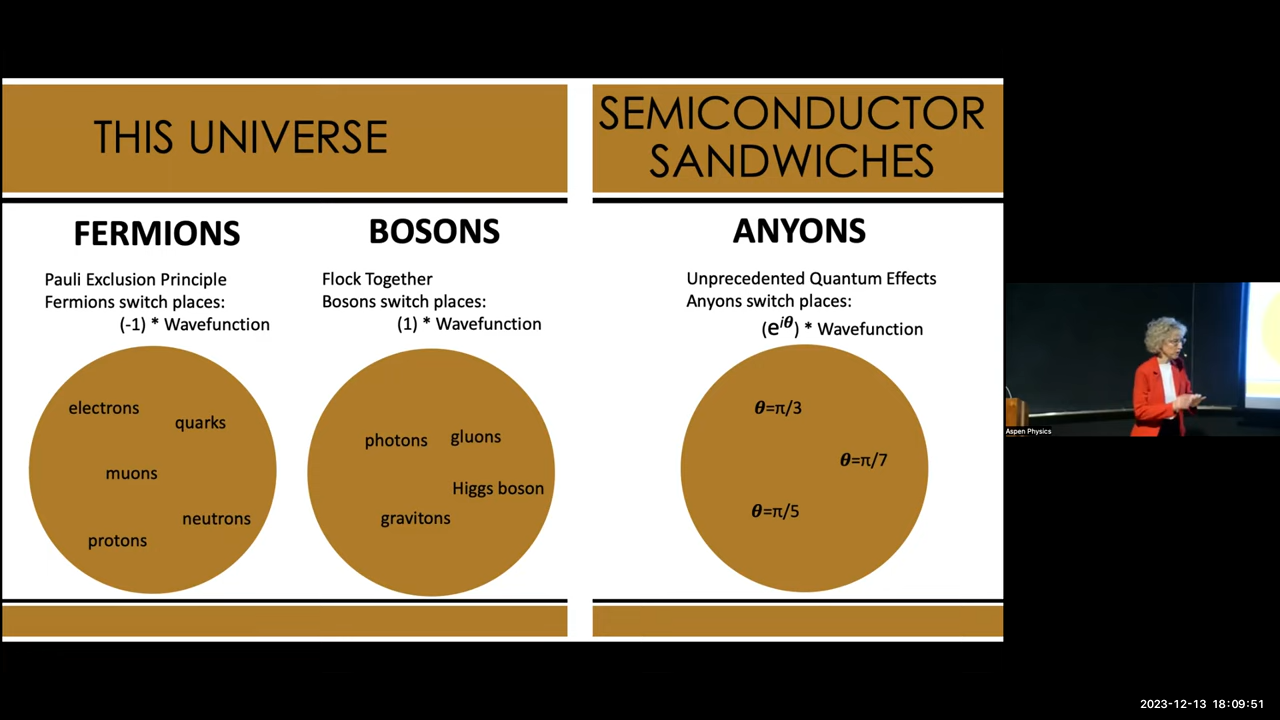 THIS UNIVERSE
FERMIONS
Pauli Exclusion Principle
Fermions switch places:
(-1) * Wavefunction
electrons
quarks
muons
neutrons
protons
BOSONS
Flock Together
Bosons switch places:
(1) * Wavefunction
photons
gluons
Higgs boson
gravitons
SEMICONDUCTOR
SANDWICHES
ANYONS
Unprecedented Quantum Effects
Anyons switch places:
(e^{iθ}) * Wavefunction
θ=π/3
θ=π/7
θ=π/5
Aspen Physics
2023-12-13 18:09:51